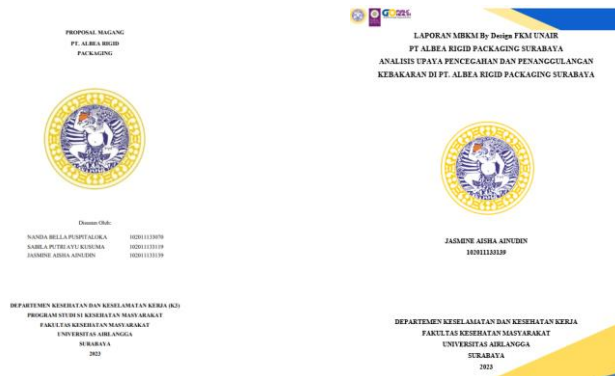 PROPOSAL MAGANG
PT. ALBEA RIGID
PACKAGING
Disusun Oleh:
NANDA BELLA PUSPITALOKA 102011133070
SABILA PUTRI AYU KUSUMA 102011133119
JASMINE AISHA AINUDIN 102011133139
DEPARTEMEN KESEHATAN DAN KESELAMATAN KERJA (K3)
PROGRAM STUDI S1 KESEHATAN MASYARAKAT
FAKULTAS KESEHATAN MASYARAKAT
UNIVERSITAS AIRLANGGA
SURABAYA
2023
LAPORAN MBKM By Design FKM UNAIR
PT ALBEA RIGID PACKAGING SURABAYA
ANALISIS UPAYA PENCEGAHAN DAN PENANGGULANGAN
KEBAKARAN DI PT. ALBEA RIGID PACKAGING SURABAYA
JASMINE AISHA AINUDIN
102011133139
DEPARTEMEN KESELAMATAN DAN KESEHATAN KERJA
FAKULTAS KESEHATAN MASYARAKAT
UNIVERSITAS AIRLANGGA
SURABAYA
2023